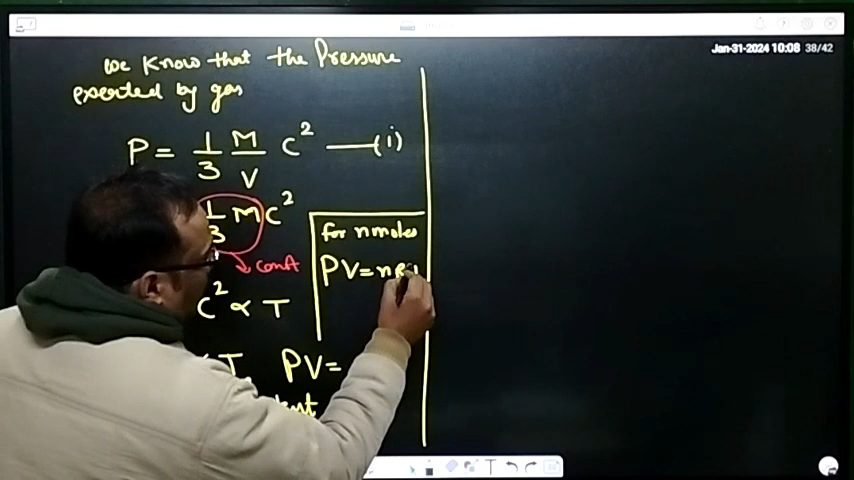 Jan-31-2024 10:08 38/42
we know that the Pressure
exerted by gas
P = 1/3 M/V C² —(i)
1/3 M C²
const
for n moles
PV = n
C² ∝ T
T PV =